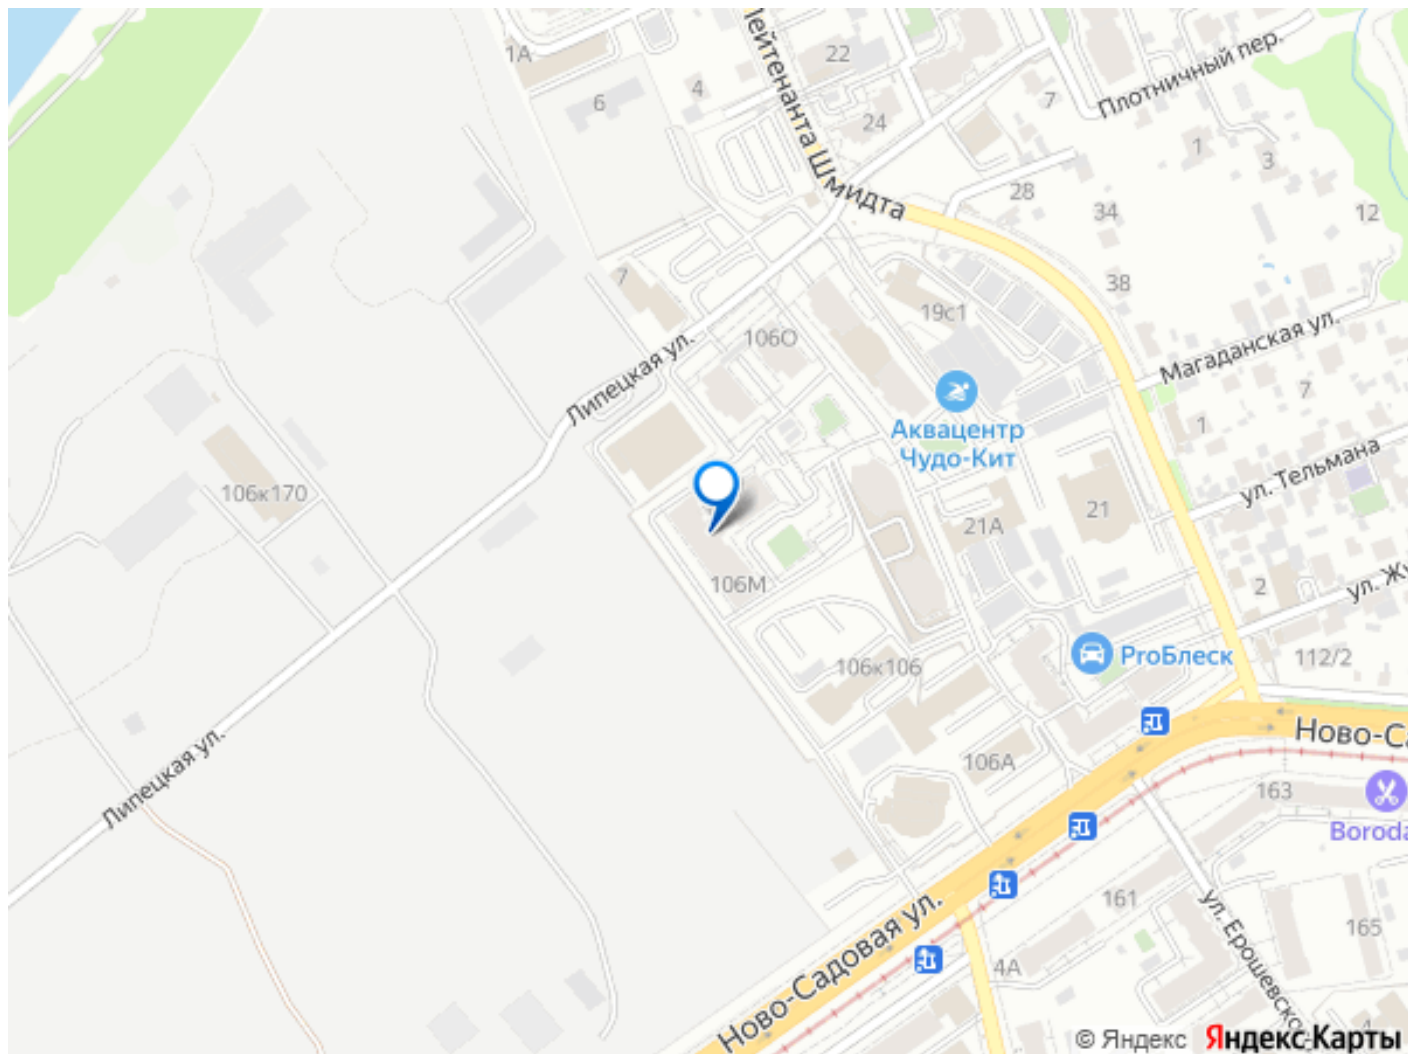 Лейтенанта Шмидта
22
1А
4
6
24
7
Плотничный пер.
1
3
28
34
12
38
7
19с1
106О
Липецкая ул.
Магаданская ул.
7
1
Аквацентр
Чудо-Кит
ул. Тельмана
106к170
21А
21
106М
2
ул. Жу
106к106
PROБлеск
112/2
Липецкая ул.
Ново-Са
106А
163
Boroda
161
165
Ново-Садовая ул.
ул. Ерошевского
4А
4
© Яндекс Яндекс Карты